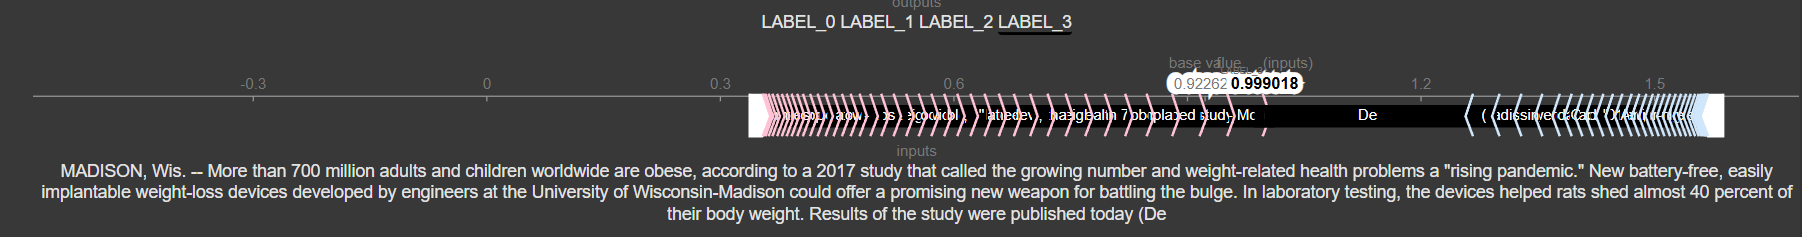 outputs
LABEL_0 LABEL_1 LABEL_2 LABEL_3
base value (inputs)
-0.3 0 0.3 0.6 0.92262 0.999018 1.2 1.5
study De
inputs
MADISON, Wis. -- More than 700 million adults and children worldwide are obese, according to a 2017 study that called the growing number and weight-related health problems a "rising pandemic." New battery-free, easily
implantable weight-loss devices developed by engineers at the University of Wisconsin-Madison could offer a promising new weapon for battling the bulge. In laboratory testing, the devices helped rats shed almost 40 percent of
their body weight. Results of the study were published today (De